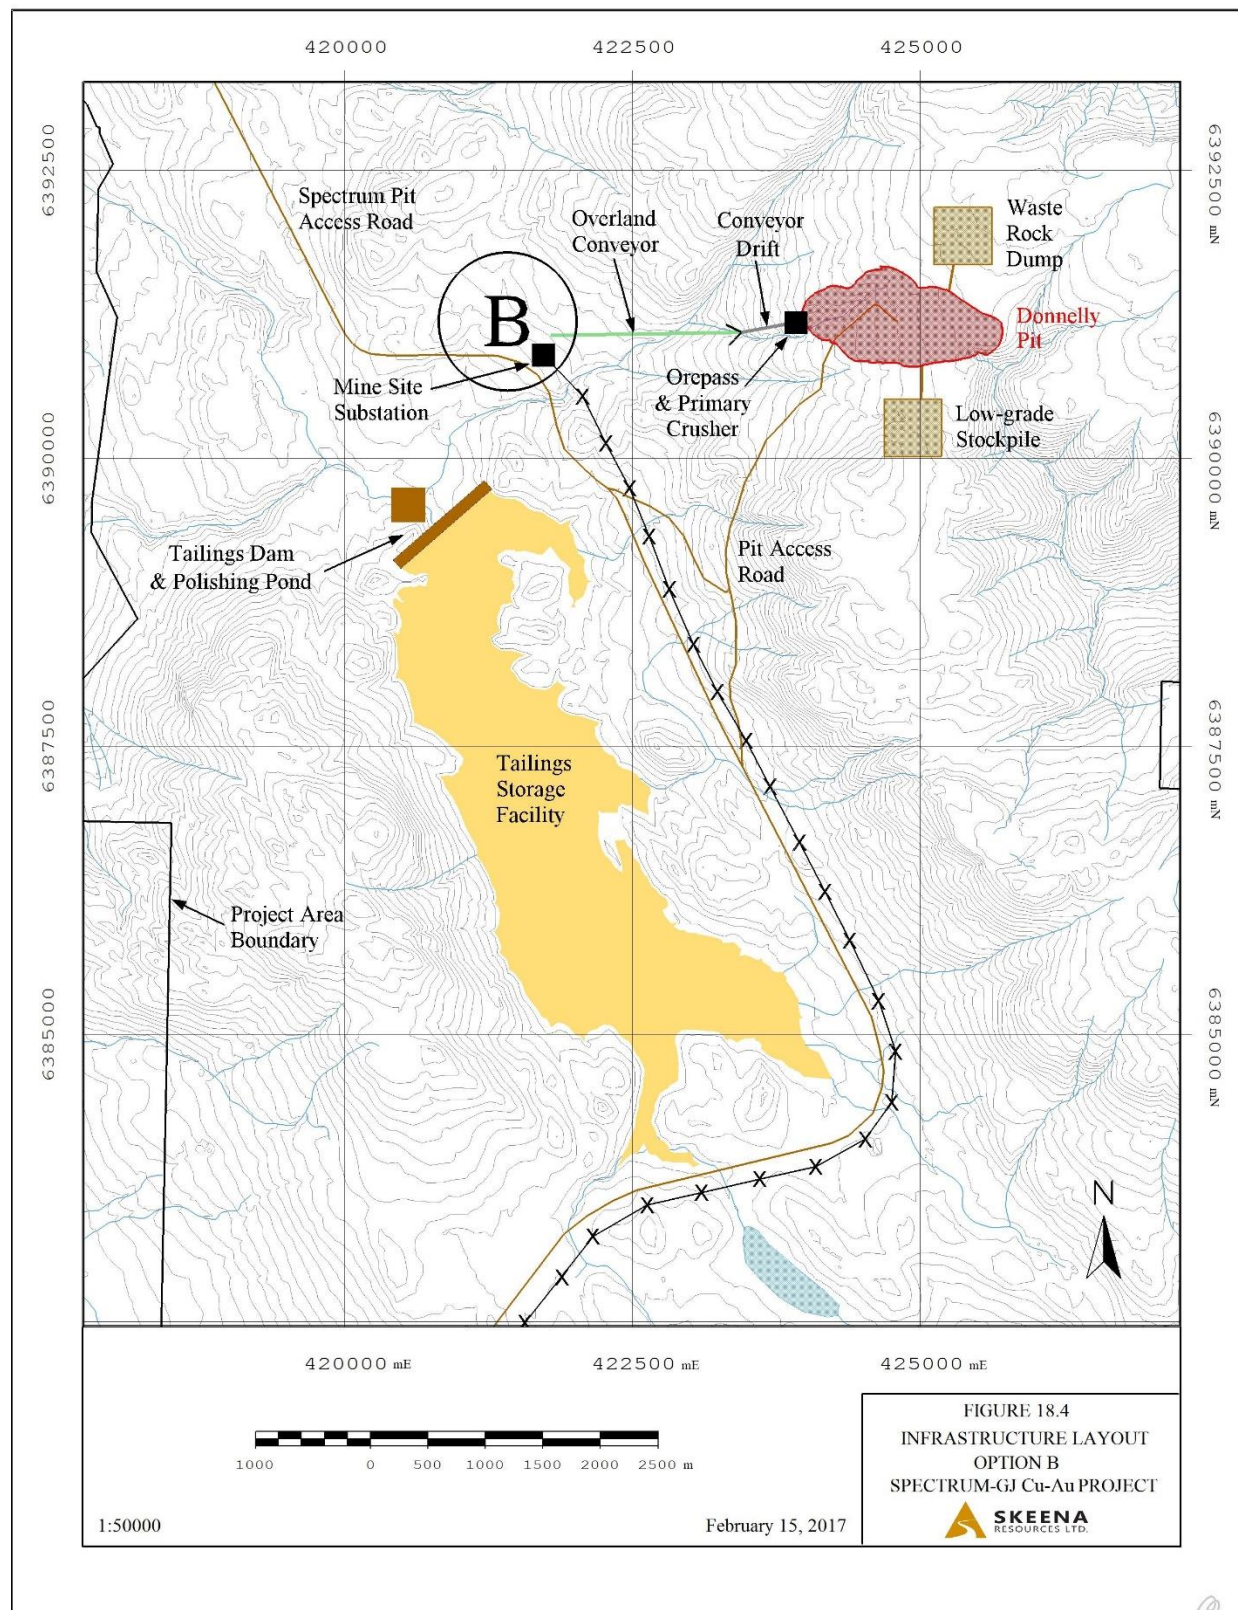 420000
422500
425000
6392500
6392500 mN
Spectrum Pit
Access Road
Overland
Conveyor
Conveyor
Drift
Waste
Rock
Dump
B
Donnelly
Pit
Mine Site
Substation
Orepass
& Primary
Crusher
Low-grade
Stockpile
6390000
6390000 mN
Tailings Dam
& Polishing Pond
Pit Access
Road
6387500
6387500 mN
Tailings
Storage
Facility
Project Area
Boundary
6385000
6385000 mN
N
420000 mE
422500 mE
425000 mE
1000 0 500 1000 1500 2000 2500 m
FIGURE 18.4
INFRASTRUCTURE LAYOUT
OPTION B
SPECTRUM-GJ Cu-Au PROJECT
SKEENA
RESOURCES LTD.
1:50000
February 15, 2017